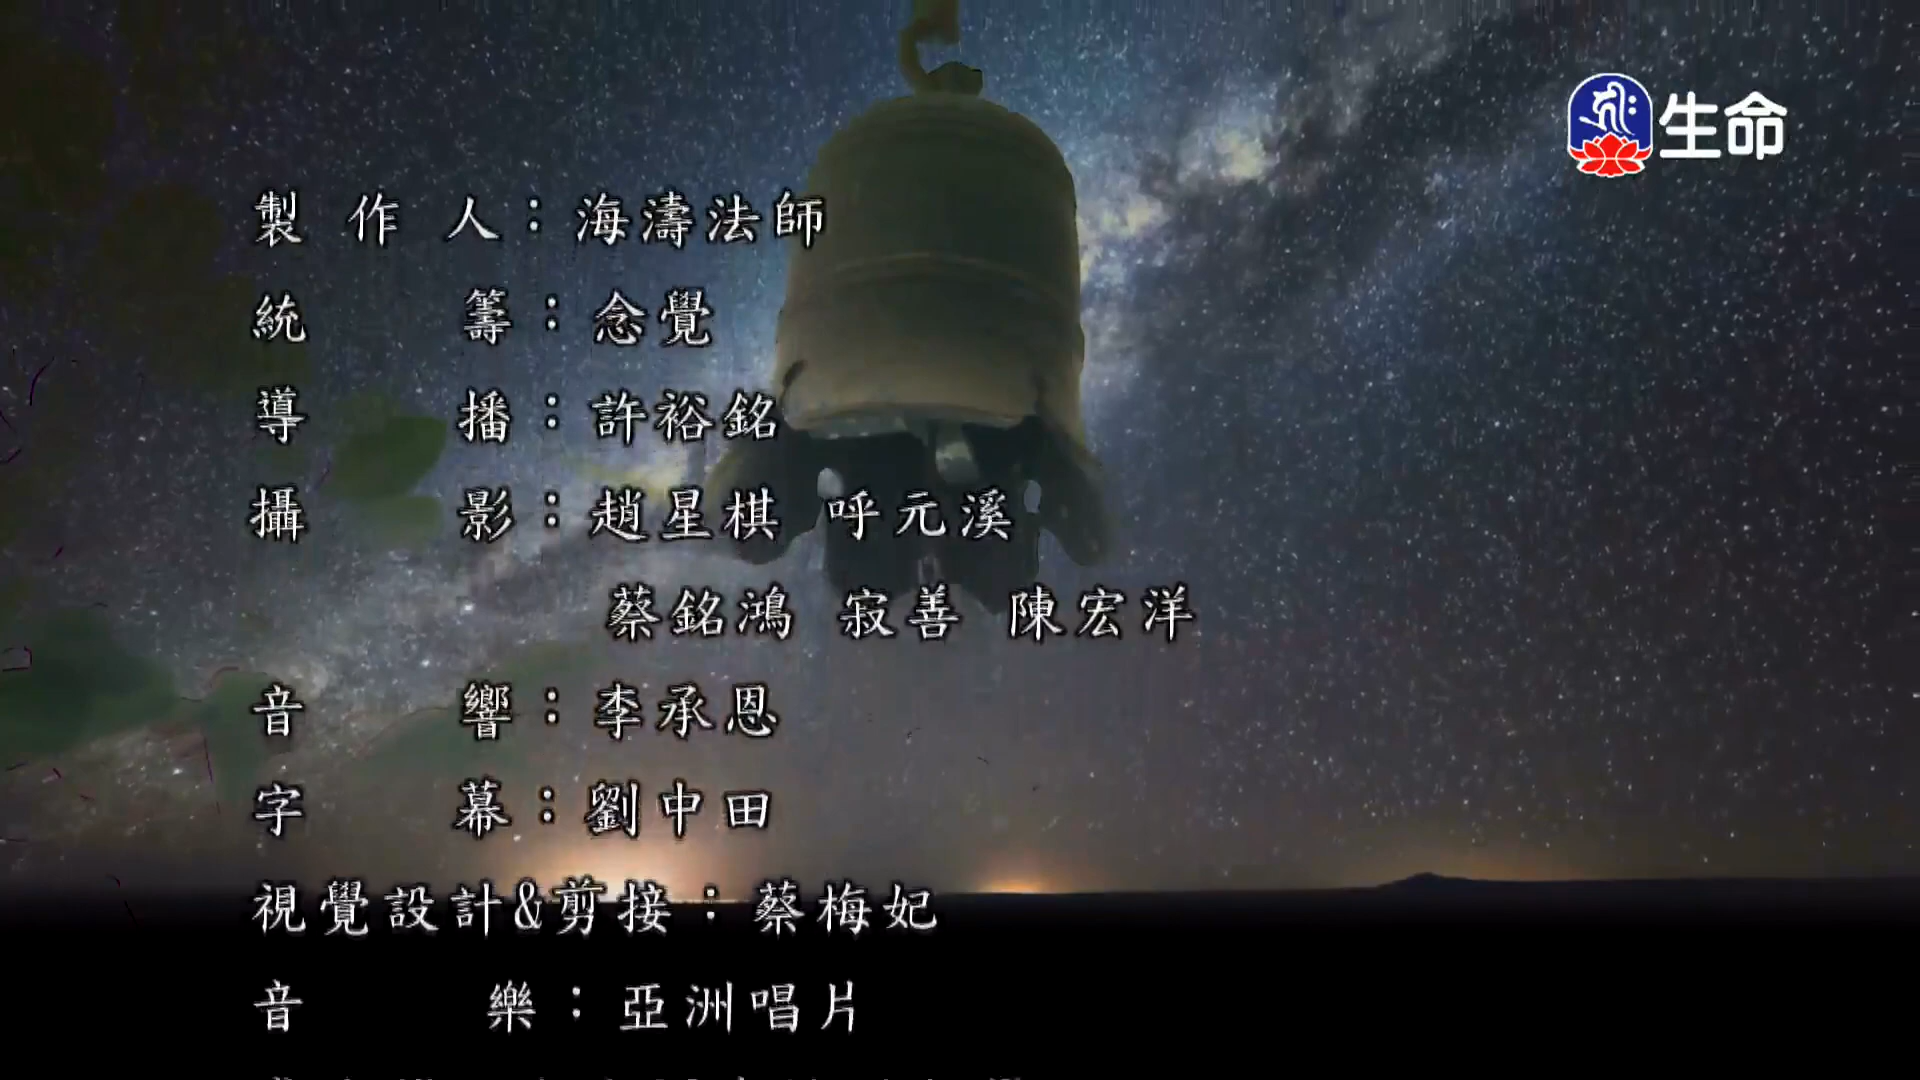 生命
製作人：海濤法師
統籌：念覺
導播：許裕銘
攝影：趙星棋 呼元溪
蔡銘鴻 寂善 陳宏洋
音響：李承恩
字幕：劉中田
視覺設計&剪接：蔡梅妃
音樂：亞洲唱片